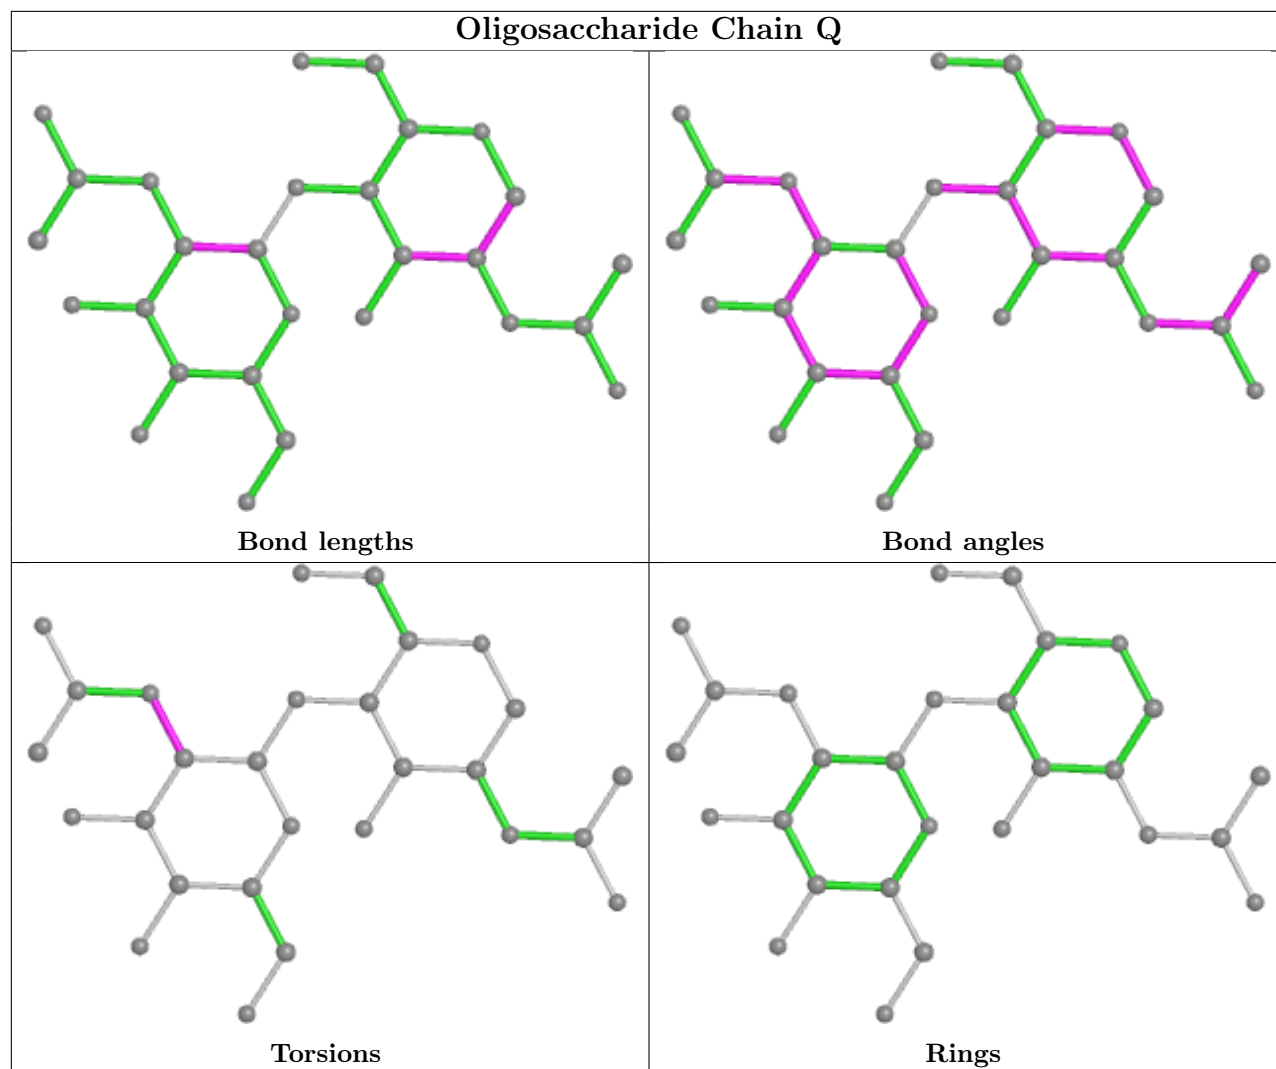 Oligosaccharide Chain Q
Bond lengths
Bond angles
Torsions
Rings